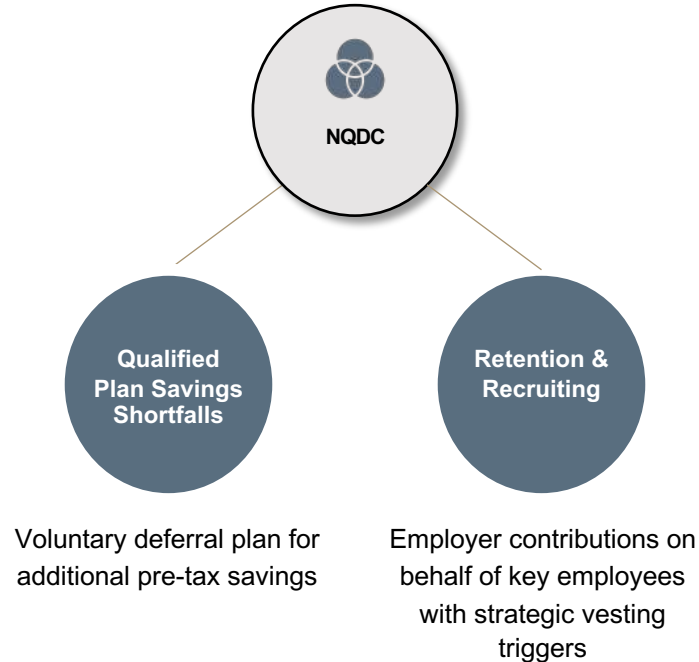 NQDC
Qualified
Plan Savings
Shortfalls
Retention &
Recruiting
Voluntary deferral plan for
additional pre-tax savings
Employer contributions on
behalf of key employees
with strategic vesting
triggers